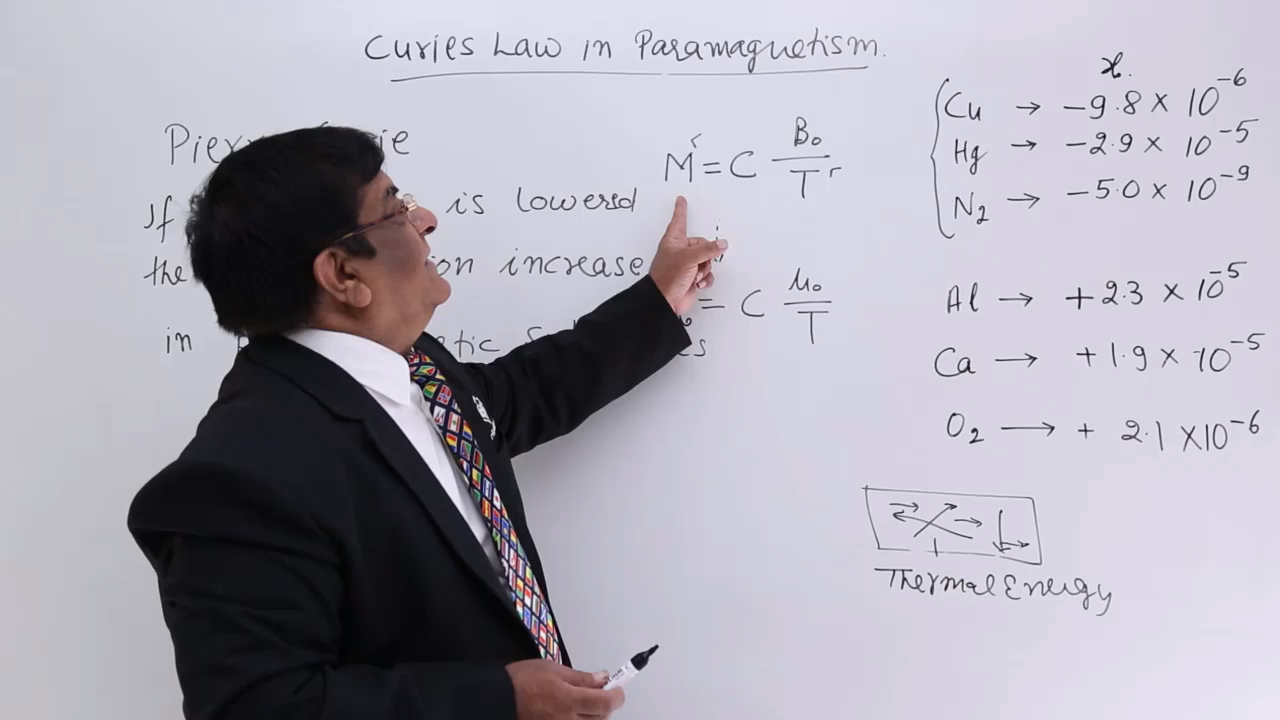 Curies Law in Paramagnetism.
If is lowered
the increase
in
M = C B₀ / T
= C μ₀ / T
χ.
Cu → -9.8 × 10⁻⁶
Hg → -2.9 × 10⁻⁵
N₂ → -5.0 × 10⁻⁹
Al → +2.3 × 10⁻⁵
Ca → +1.9 × 10⁻⁵
O₂ → + 2.1 × 10⁻⁶
Thermal Energy